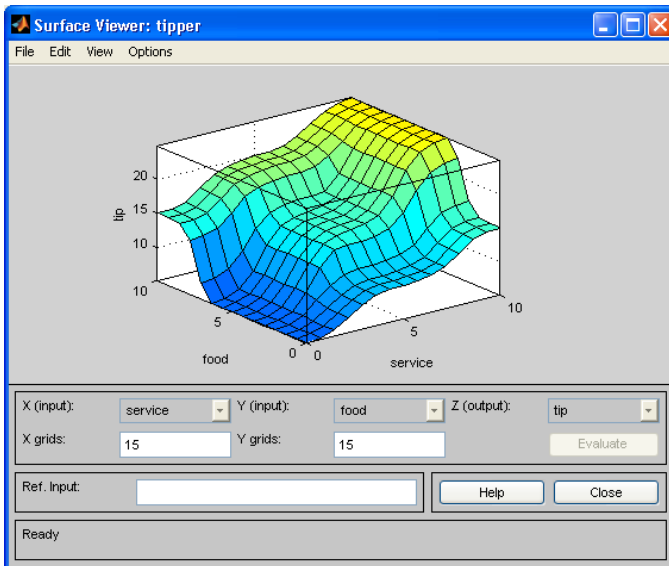 Surface Viewer: tipper
File Edit View Options
20
15
10
tip
10
5
0
food
0
5
10
service
X (input): service Y (input): food Z (output): tip
X grids: 15 Y grids: 15 Evaluate
Ref. Input: Help Close
Ready